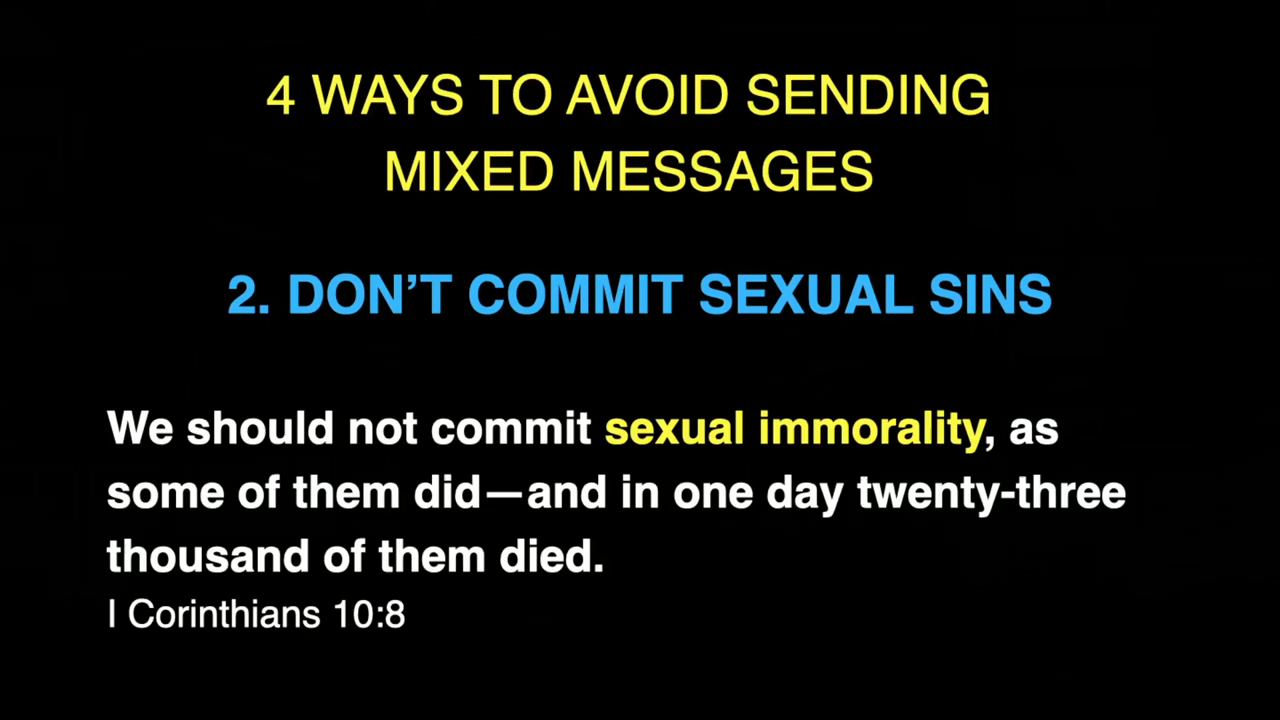 4 WAYS TO AVOID SENDING
MIXED MESSAGES
2. DON’T COMMIT SEXUAL SINS
We should not commit sexual immorality, as
some of them did—and in one day twenty-three
thousand of them died.
I Corinthians 10:8